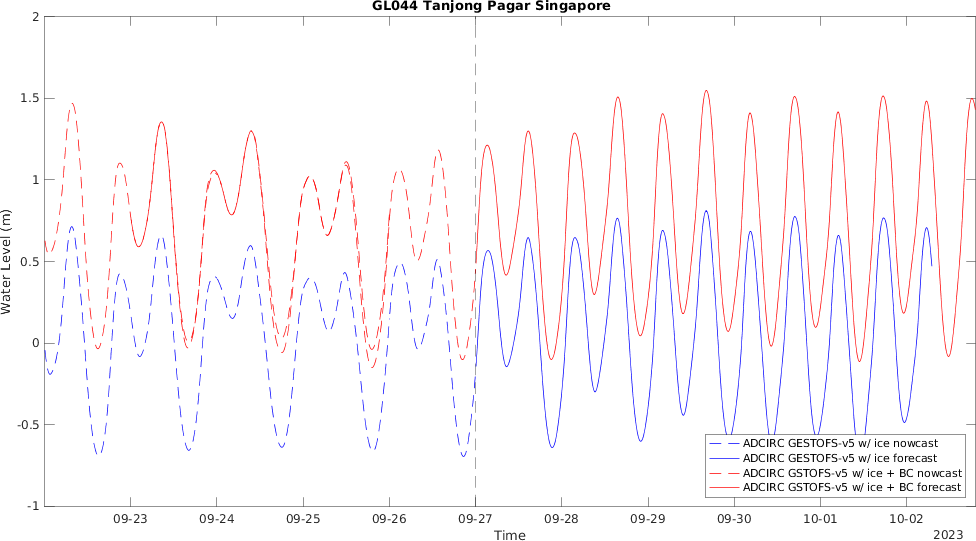 GL044 Tanjong Pagar Singapore
2
1.5
1
0.5
0
-0.5
-1
Water Level (m)
ADCIRC GESTOFS-v5 w/ ice nowcast
ADCIRC GESTOFS-v5 w/ ice forecast
ADCIRC GSTOFS-v5 w/ ice + BC nowcast
ADCIRC GSTOFS-v5 w/ ice + BC forecast
09-23 09-24 09-25 09-26 09-27 09-28 09-29 09-30 10-01 10-02
Time
2023